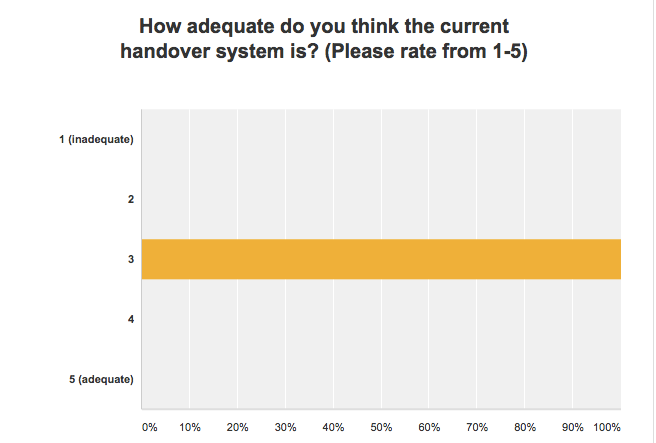 How adequate do you think the current
handover system is? (Please rate from 1-5)
1 (inadequate)
2
3
4
5 (adequate)
0% 10% 20% 30% 40% 50% 60% 70% 80% 90% 100%